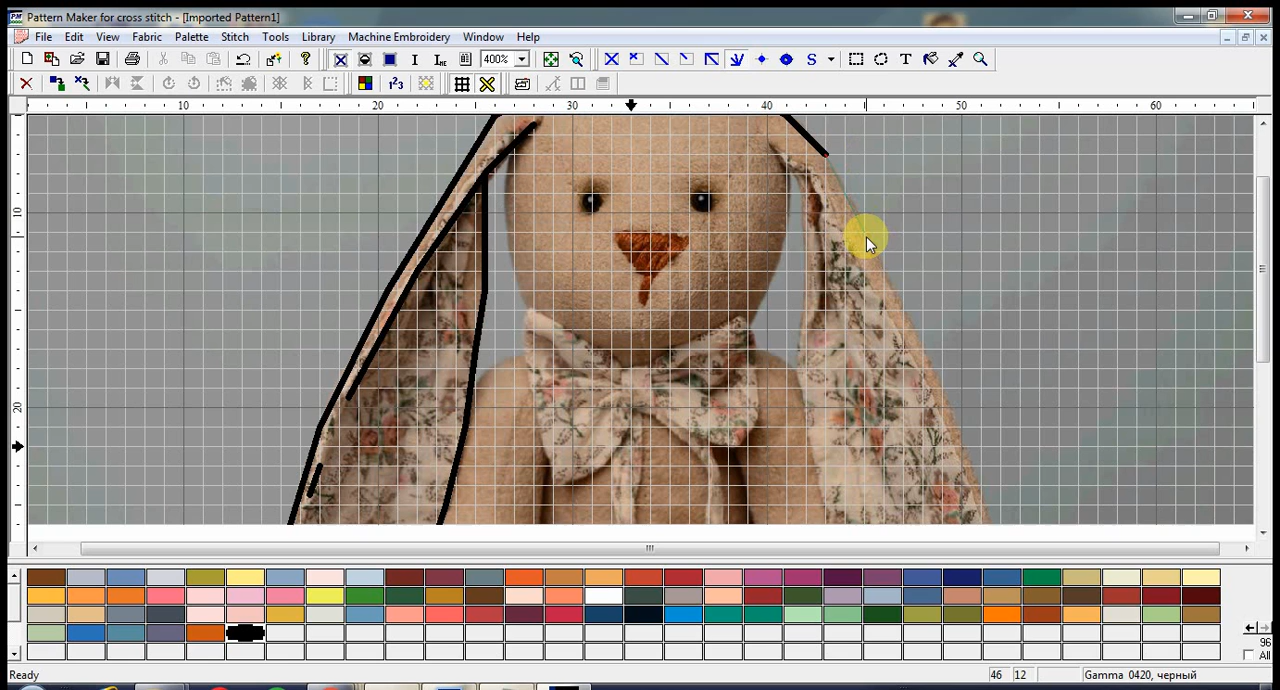 Pattern Maker for cross stitch - [Imported Pattern1]
File Edit View Fabric Palette Stitch Tools Library Machine Embroidery Window Help
400%
10 20 30 40 50 60
10
20
96
All
Ready 46 12 Gamma 0420, черный